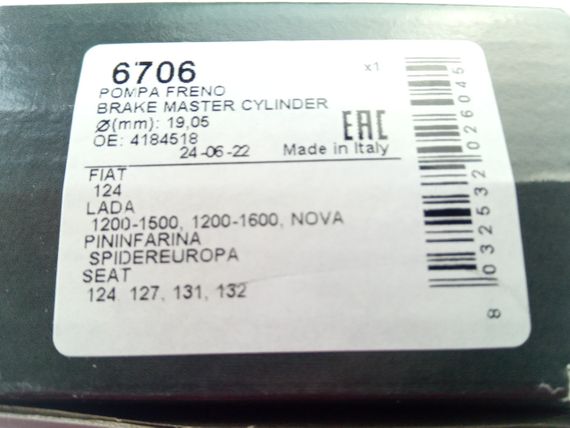 6706
x1
POMPA FRENO
BRAKE MASTER CYLINDER
Ø(mm): 19,05
OE: 4184518
EAC
24-06-22 Made in Italy
FIAT
124
LADA
1200-1500, 1200-1600, NOVA
PININFARINA
SPIDEREUROPA
SEAT
124 127, 131, 132
8 032532 026045